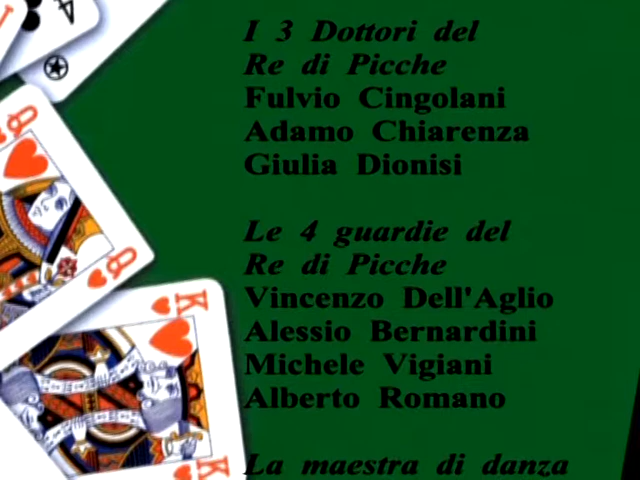 4
I 3 Dottori del
Re di Picche
Fulvio Cingolani
Adamo Chiarenza
Giulia Dionisi
Q
Le 4 guardie del
Re di Picche
Q
K
Vincenzo Dell'Aglio
Alessio Bernardini
Michele Vigiani
Alberto Romano
K
La maestra di danza